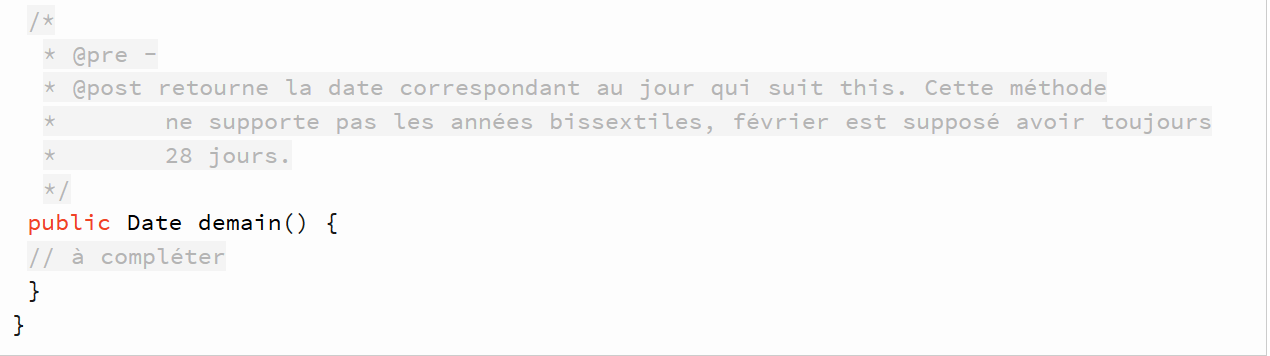 /*
* @pre -
* @post retourne la date correspondant au jour qui suit this. Cette méthode
* ne supporte pas les années bissextiles, février est supposé avoir toujours
* 28 jours.
*/
public Date demain() {
// à compléter
}
}